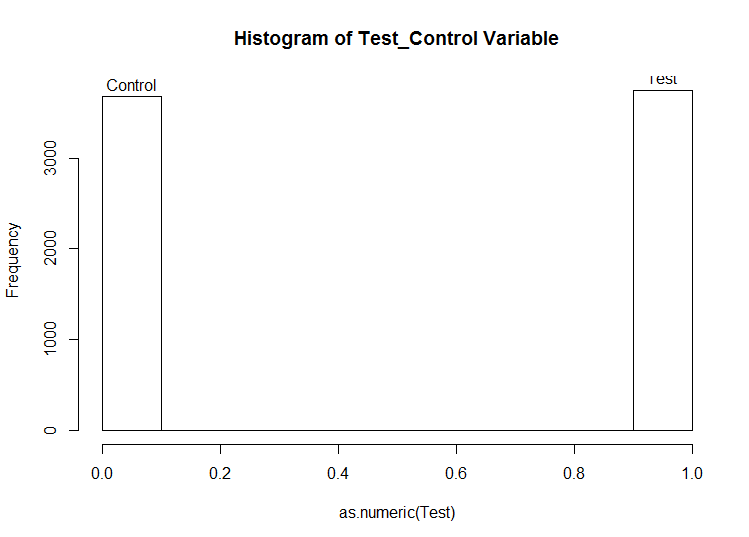 Histogram of Test_Control Variable
Control
Test
Frequency
3000
2000
1000
0
0.0 0.2 0.4 0.6 0.8 1.0
as.numeric(Test)